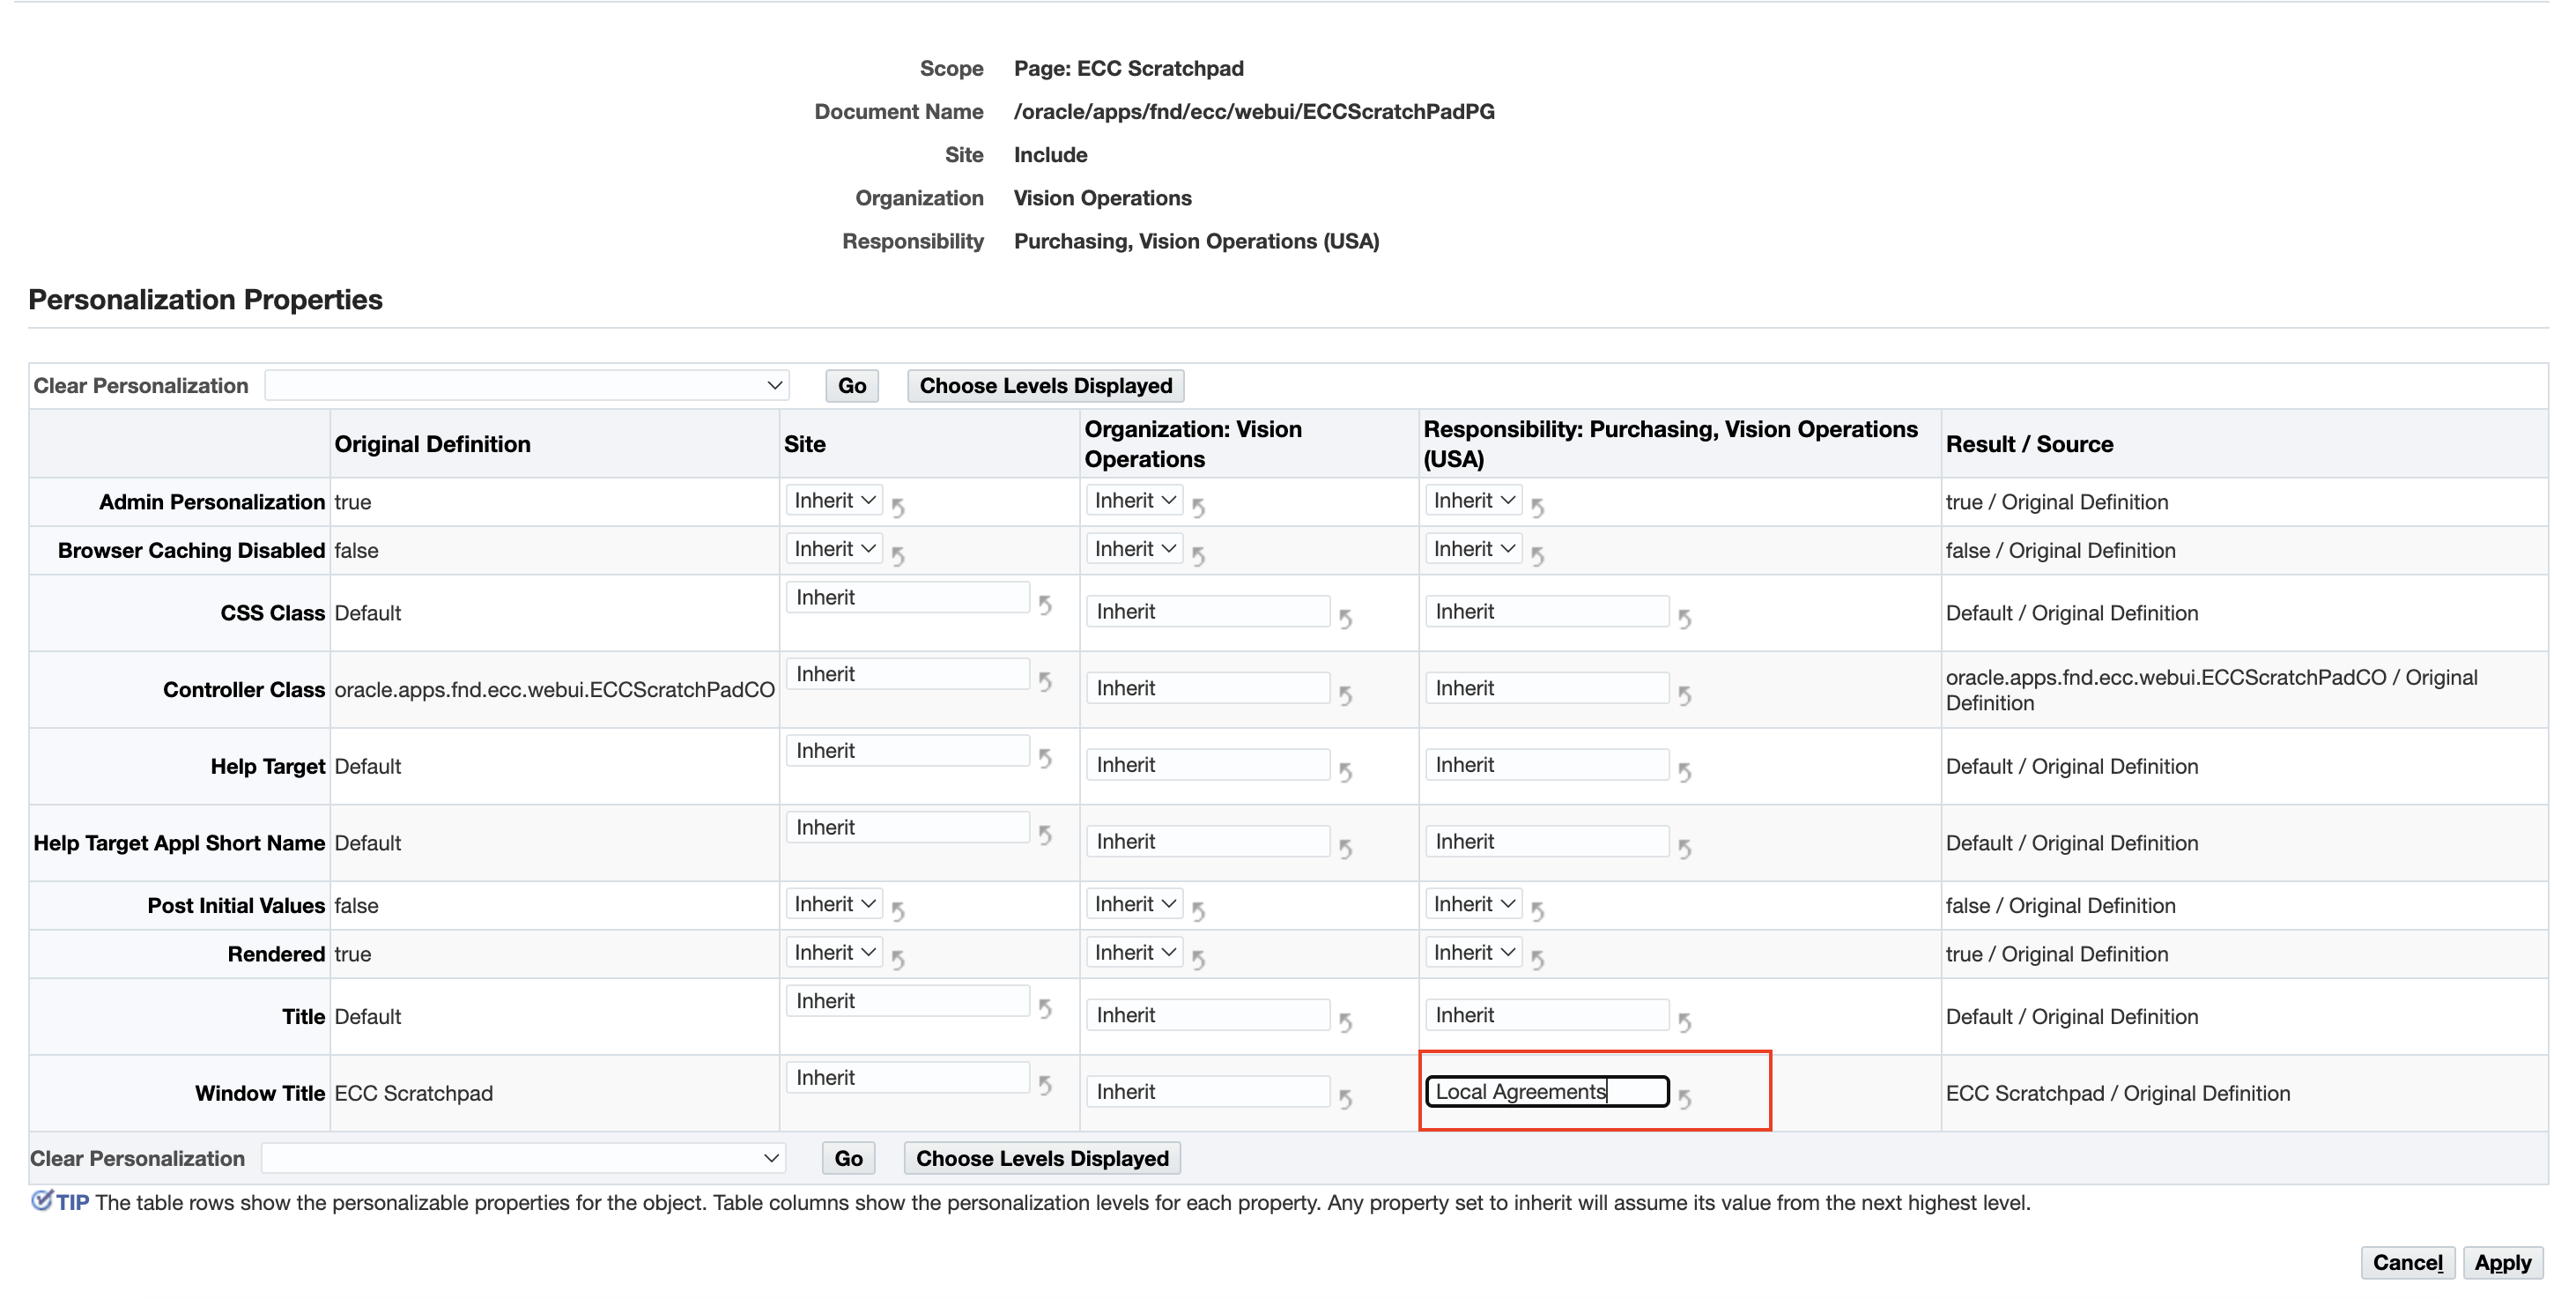 Scope Page: ECC Scratchpad
Document Name /oracle/apps/fnd/ecc/webui/ECCScratchPadPG
Site Include
Organization Vision Operations
Responsibility Purchasing, Vision Operations (USA)
Personalization Properties
Clear Personalization Go Choose Levels Displayed
Original Definition Site Organization: Vision Operations Responsibility: Purchasing, Vision Operations (USA) Result / Source
Admin Personalization true Inherit Inherit Inherit true / Original Definition
Browser Caching Disabled false Inherit Inherit Inherit false / Original Definition
CSS Class Default Inherit Inherit Inherit Default / Original Definition
Controller Class oracle.apps.fnd.ecc.webui.ECCScratchPadCO Inherit Inherit Inherit oracle.apps.fnd.ecc.webui.ECCScratchPadCO / Original Definition
Help Target Default Inherit Inherit Inherit Default / Original Definition
Help Target Appl Short Name Default Inherit Inherit Inherit Default / Original Definition
Post Initial Values false Inherit Inherit Inherit false / Original Definition
Rendered true Inherit Inherit Inherit true / Original Definition
Title Default Inherit Inherit Inherit Default / Original Definition
Window Title ECC Scratchpad Inherit Inherit Local Agreements ECC Scratchpad / Original Definition
Clear Personalization Go Choose Levels Displayed
TIP The table rows show the personalizable properties for the object. Table columns show the personalization levels for each property. Any property set to inherit will assume its value from the next highest level.
Cancel Apply